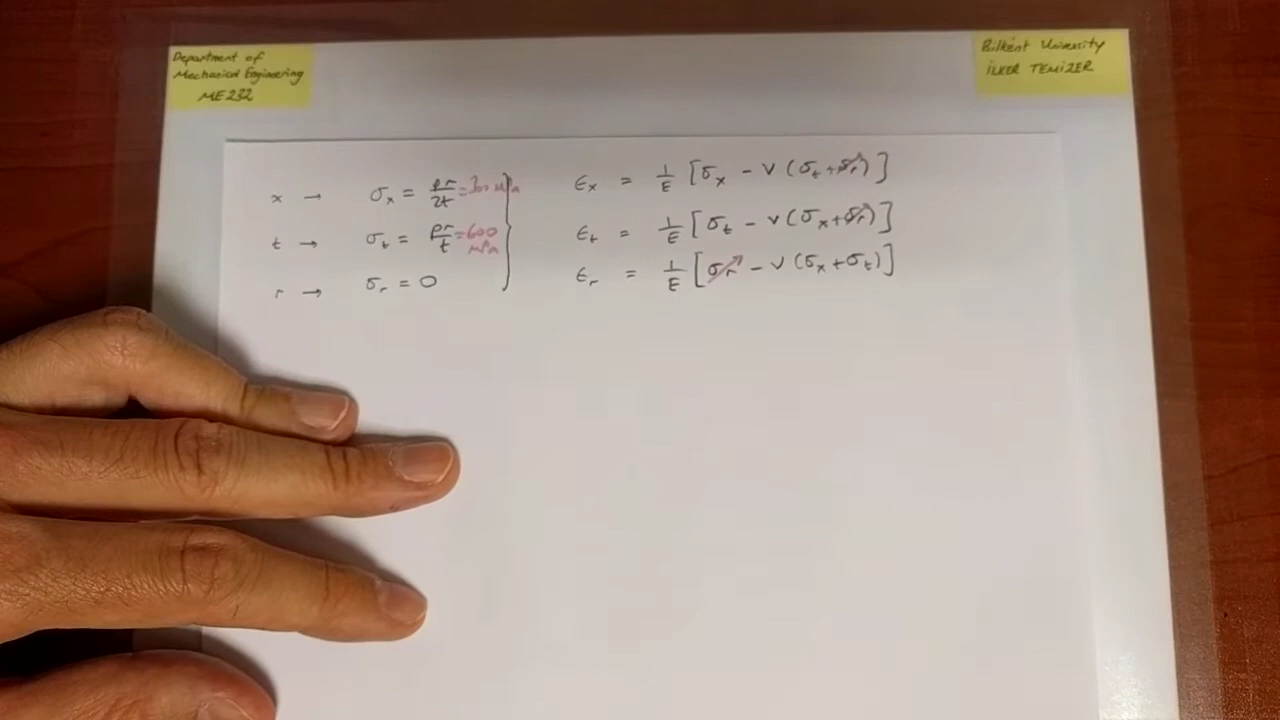 Department of
Mechanical Engineering
ME 232
Bilkent University
İLKER TEMİZER
x → σx = pr/2t = 300 MPa
t → σt = pr/t = 600 MPa
r → σr = 0
εx = 1/E [σx - ν (σt + σr)]
εt = 1/E [σt - ν (σx + σr)]
εr = 1/E [σr - ν (σx + σt)]